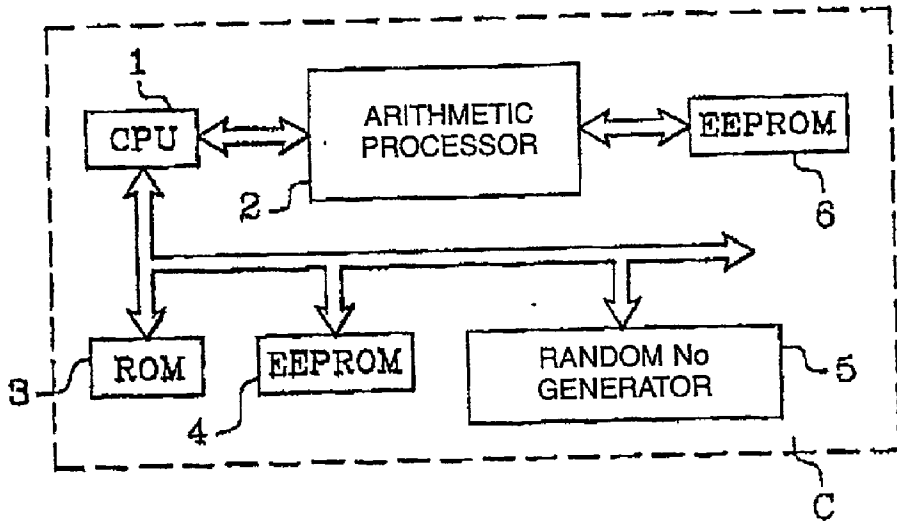 1
CPU
ARITHMETIC
PROCESSOR
2
EEPROM
6
3
ROM
EEPROM
4
RANDOM No
GENERATOR
5
C